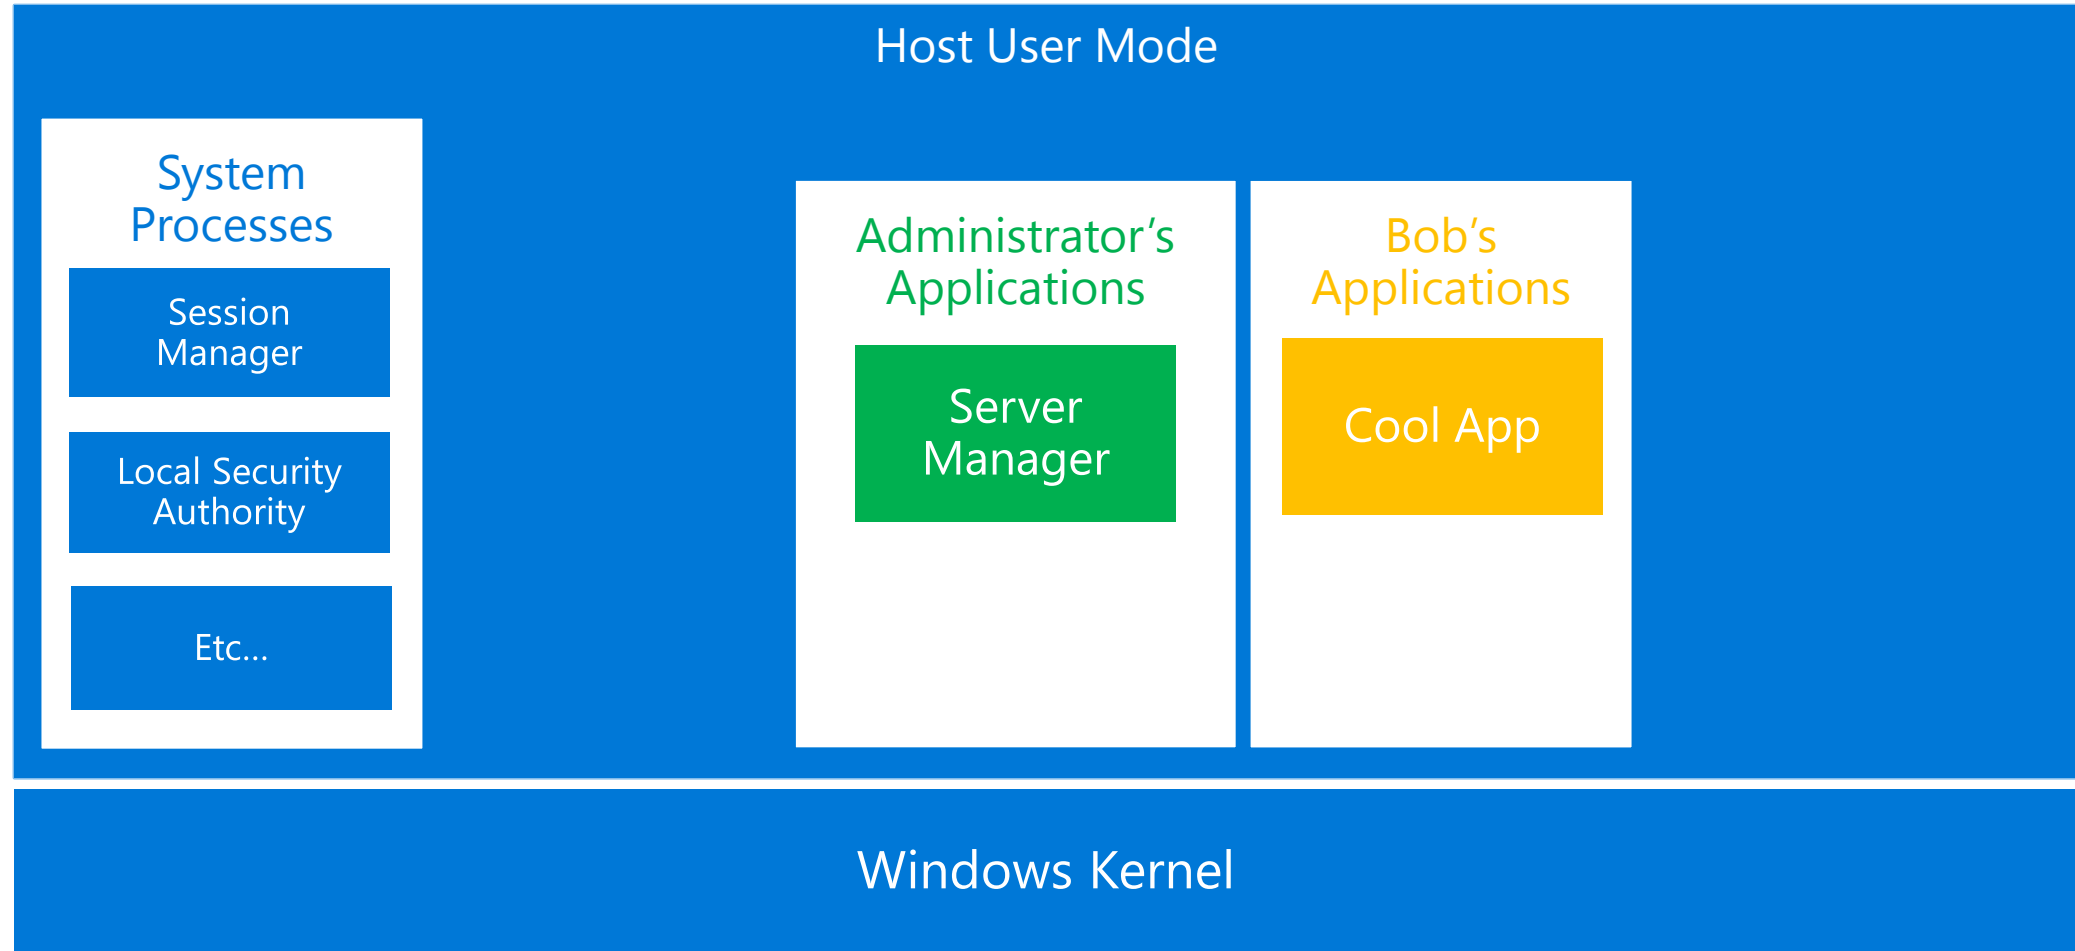 Host User Mode
System
Processes
Session
Manager
Local Security
Authority
Etc...
Administrator’s
Applications
Server
Manager
Bob’s
Applications
Cool App
Windows Kernel